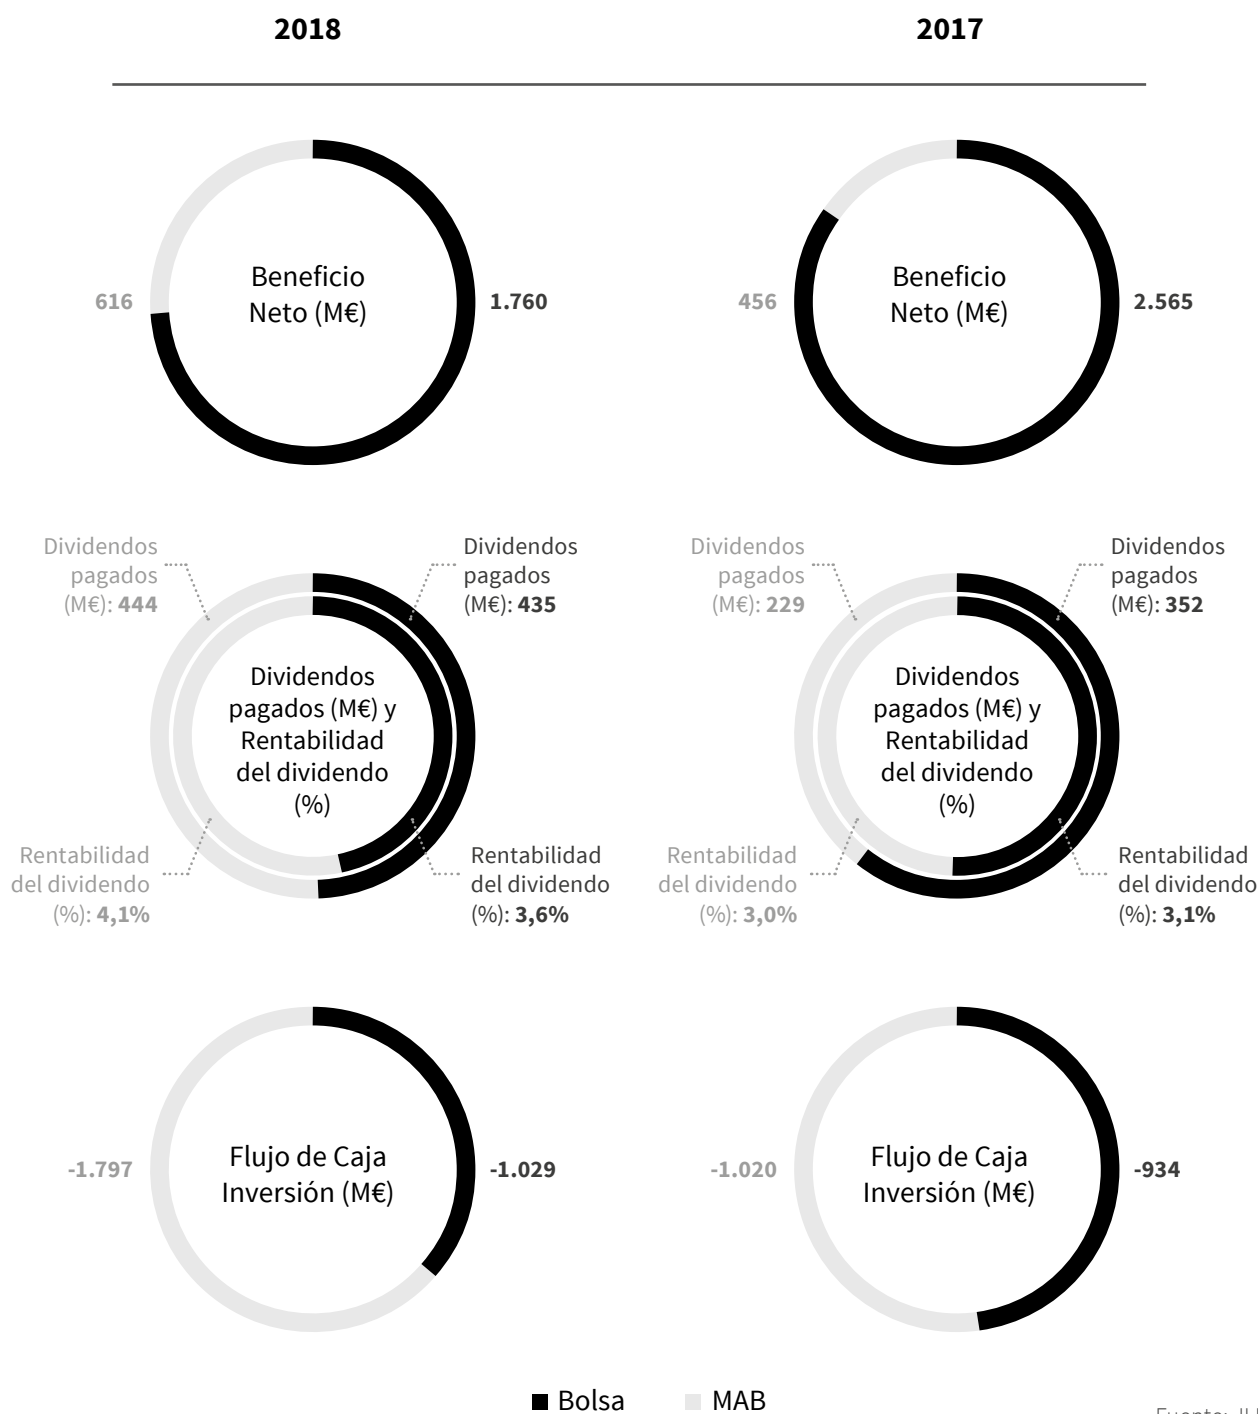 2018
2017
Beneficio
Neto (M€)
616
1.760
Beneficio
Neto (M€)
456
2.565
Dividendos
pagados
(M€): 444
Dividendos
pagados
(M€): 435
Dividendos
pagados (M€) y
Rentabilidad
del dividendo
(%)
Rentabilidad
del dividendo
(%): 4,1%
Rentabilidad
del dividendo
(%): 3,6%
Dividendos
pagados
(M€): 229
Dividendos
pagados
(M€): 352
Dividendos
pagados (M€) y
Rentabilidad
del dividendo
(%)
Rentabilidad
del dividendo
(%): 3,0%
Rentabilidad
del dividendo
(%): 3,1%
Flujo de Caja
Inversión (M€)
-1.797
-1.029
Flujo de Caja
Inversión (M€)
-1.020
-934
Bolsa
MAB
Fuente: